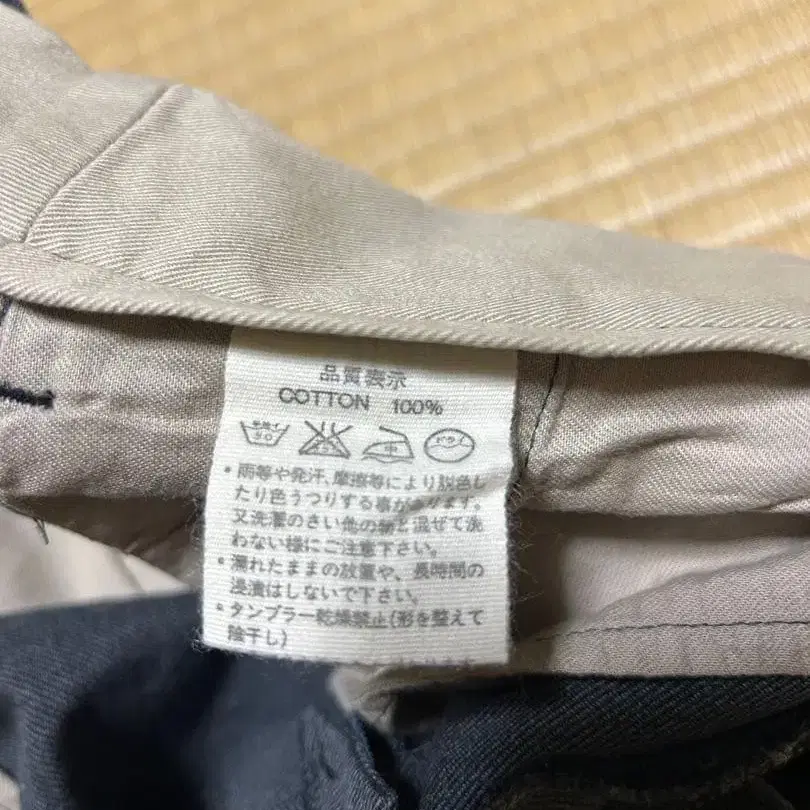 品質表示
COTTON 100%
中
ドライ
・雨等や発汗、摩擦等により脱色し
たり色うつりする事があります。
又洗濯のさい他の物と混ぜて洗
わない様にご注意下さい。
・濡れたままの放置や、長時間の
浸漬はしないで下さい。
・タンブラー乾燥禁止(形を整えて
陰干し)